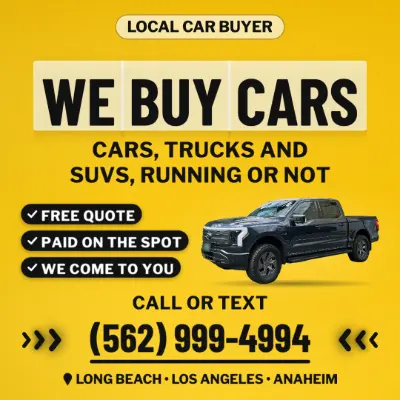 LOCAL CAR BUYER
WE BUY CARS
CARS, TRUCKS AND
SUVS, RUNNING OR NOT
FREE QUOTE
PAID ON THE SPOT
WE COME TO YOU
CALL OR TEXT
(562) 999-4994
LONG BEACH • LOS ANGELES • ANAHEIM